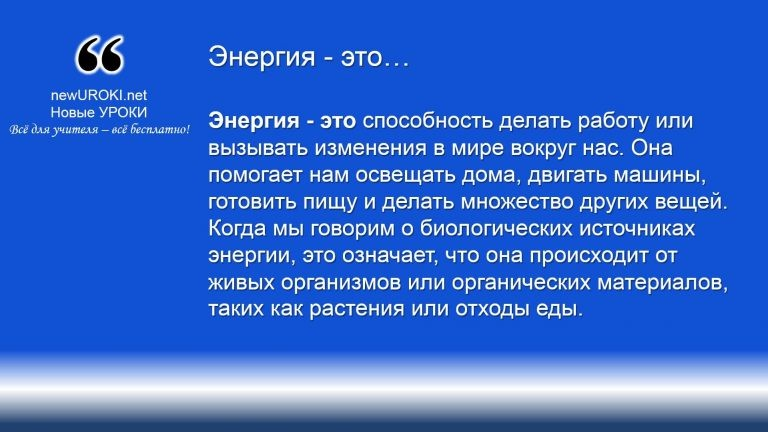 ❝
newUROKI.net
Новые УРОКИ
Всё для учителя – всё бесплатно!
Энергия - это…
Энергия - это способность делать работу или
вызывать изменения в мире вокруг нас. Она
помогает нам освещать дома, двигать машины,
готовить пищу и делать множество других вещей.
Когда мы говорим о биологических источниках
энергии, это означает, что она происходит от
живых организмов или органических материалов,
таких как растения или отходы еды.